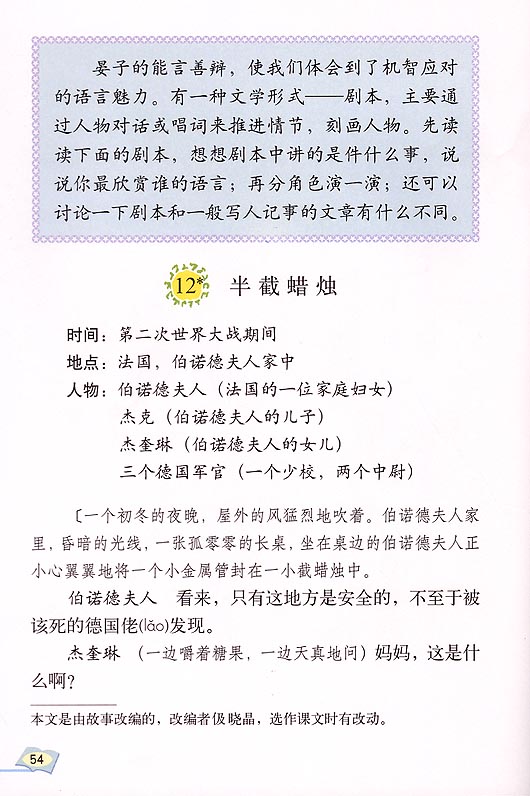 晏子的能言善辩，使我们体会到了机智应对
的语言魅力。有一种文学形式——剧本，主要通
过人物对话或唱词来推进情节，刻画人物。先读
读下面的剧本，想想剧本中讲的是件什么事，说
说你最欣赏谁的语言；再分角色演一演；还可以
讨论一下剧本和一般写人记事的文章有什么不同。
12* 半截蜡烛
时间：第二次世界大战期间
地点：法国，伯诺德夫人家中
人物：伯诺德夫人（法国的一位家庭妇女）
杰克（伯诺德夫人的儿子）
杰奎琳（伯诺德夫人的女儿）
三个德国军官（一个少校，两个中尉）
〔一个初冬的夜晚，屋外的风猛烈地吹着。伯诺德夫人家
里，昏暗的光线，一张孤零零的长桌，坐在桌边的伯诺德夫人正
小心翼翼地将一个小金属管封在一小截蜡烛中。
伯诺德夫人 看来，只有这地方是安全的，不至于被
该死的德国佬(lǎo)发现。
杰奎琳 （一边嚼着糖果，一边天真地问）妈妈，这是什
么啊？
本文是由故事改编的，改编者伋晓晶，选作课文时有改动。
54